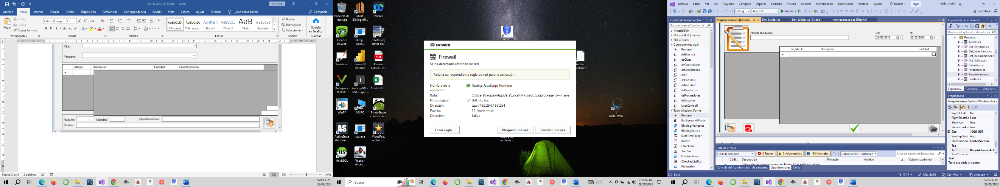 PANTALLAS DE SIGAL - Word
Inic. ses.
Archivo Inicio Insertar Dibujar Diseño Disposición Referencias Correspondencia Revisar Vista Zotero Ayuda Terabox ¿Qué desea hacer? Compartir
Pegar
Cortar
Copiar
Copiar formato
Calibri (Cuerpo 11
N K S
AaBbCcDc AaBbCcDc AaBbCc AaBbCcD AaB AaBbCcD
¶ Normal ¶ Sin espa... Título 1 Título 2 Título Subtítulo
Buscar
Reemplazar
Seleccionar
Guardar en TeraBox
Portapapeles Fuente Párrafo Estilos Edición Guardar
Clue:
Programa:
Articulo Descripcion Cantidad Especificaciones
Producto: Cantidad: Especificaciones:
Nombre:
Página 3 de 8 3 palabras 116%
07:50 a. m.
29/09/2023
Papelera de reciclaje
Biblat - Bibliografi...
Webex
Escáner Dr.Web
blimp - Acce...
PhotoPad, editor de...
OpenBoard
Power BI Desktop
Analisis Critico Te...
Polyspace R2020b
imbccp002 - IBM Cogno...
AnalizizFin...
WinFF
Mi PC
PhotoStage, creador de ...
ActiveState Platform ...
sox.exe
VideoPad, editor d...
HeidiSQL
Traceis - Acces...
V. GOBIERNO...
las clases ...
Dr.WEB
Firewall
Se ha detectado actividad de red.
Falta la correspondiente regla de red para la aplicación.
Nombre de la aplicación: Node.js JavaScript Runtime
Ruta: C:\Users\Felipao\AppData\Local\Microsof...\copilot-agent-win.exe
Firma digital: GitHub, Inc.
Dirección: tcp://169.254.169.254
Puerto: 80 (www-http)
Dirección: Salida
Crear regla... Bloquear una vez Permitir una vez
Buscar
26°C
07:50 a. m.
29/09/2023
Archivo Editar Ver Git Proyecto Compilar Depurar Formato Prueba Analizar Herramientas Extensiones Ventana Ayuda Buscar sigal Iniciar sesión
Debug Any CPU Iniciar Live Share
Cuadro de herramientas
Búsqueda en el Cuadro de l
MaterialSkin
Microsoft SQL Server
RDLCPrinter
Componentes sigal
Puntero
dsBitacora
dsClues
dsControlados
dsDetEntradas
dsFF
dsPartidasE
dsPartidasF
dsProductos
dsProveedores
dsUsuarios
UserControl1
Todo Windows Forms
Puntero
BackgroundWorker
BindingNavigator
BindingSource
DateTimePicker
Button
CheckBox
TextBox
DataGridView
CheckedListBox
PictureBox
Requisiciones.cs [Diseño] Det_Salidas.cs Det_Salidas.cs [Diseño] menualmacen.cs [Diseño]
Filtro de Busqueda:
De: Al:
22/08/2018 22/08/2018
Id_articulo Descripcion Cantidad
Lista de errores
Toda la solución 0 Errores 0 Advertencias 169 Mensajes Compilación + IntelliSen Lista de errores de búsqueda
Códi... Descripción Proyecto Archivo Lí... Estado suprimido
Infracción de la regla de nomenclatura: Estas palabras deben
Consola del Administrador de paquetes Lista de errores Salida
Explorador de soluciones
Buscar en Explorador de solucion
Procesos
Alertas.cs
Det_Entradas.cs
Det_Inventarios.cs
Det_Requisiciones.c
Det_Salidas.cs
Entradas.cs
Inventario.cs
Requisiciones.cs
Salidas.cs
Explorad... Cambios... Vista de c...
Propiedades
Requisiciones System.Windows.For
RightToLeft No
RightToLeftLa False
ShowIcon True
ShowInTaskb True
Size 1006, 507
SizeGripStyle Auto
StartPosition CenterScreen
Tag
Text Requisiciones de l
Text
Texto asociado al control.
Listo 0 / 0 Más de 99 Cat_Moy almacen
07:50 a. m.
29/09/2023